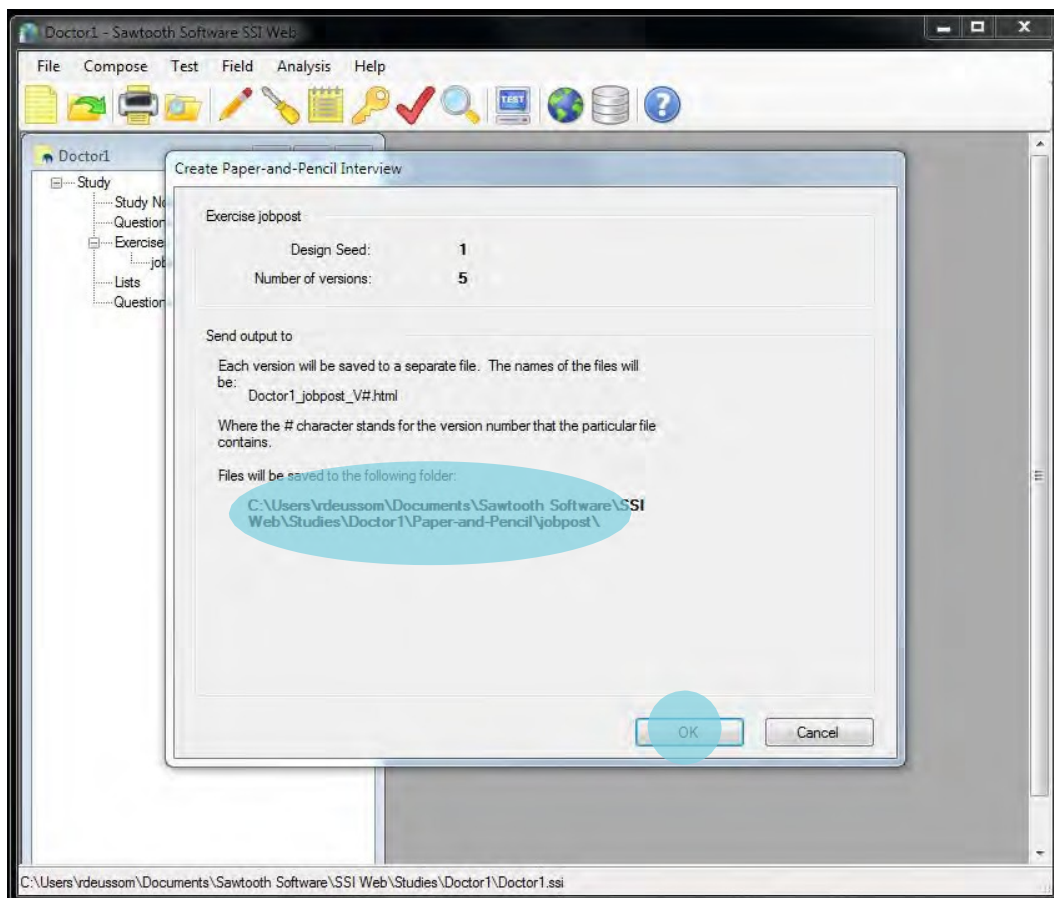 Doctor1 - Sawtooth Software SSI Web
File Compose Test Field Analysis Help
TEST
Doctor1
Study
Study
Question
Exercise
Lists
Question
Create Paper-and-Pencil Interview
Exercise jobpost
Design Seed: 1
Number of versions: 5
Send output to
Each version will be saved to a separate file. The names of the files will
be:
Doctor1_jobpost_V#.html
Where the # character stands for the version number that the particular file
contains.
Files will be saved to the following folder:
C:\Users\rdeussom\Documents\Sawtooth Software\SSI
Web\Studies\Doctor1\Paper-and-Pencil\jobpost\
OK Cancel
C:\Users\rdeussom\Documents\Sawtooth Software\SSI Web\Studies\Doctor1\Doctor1.ssi